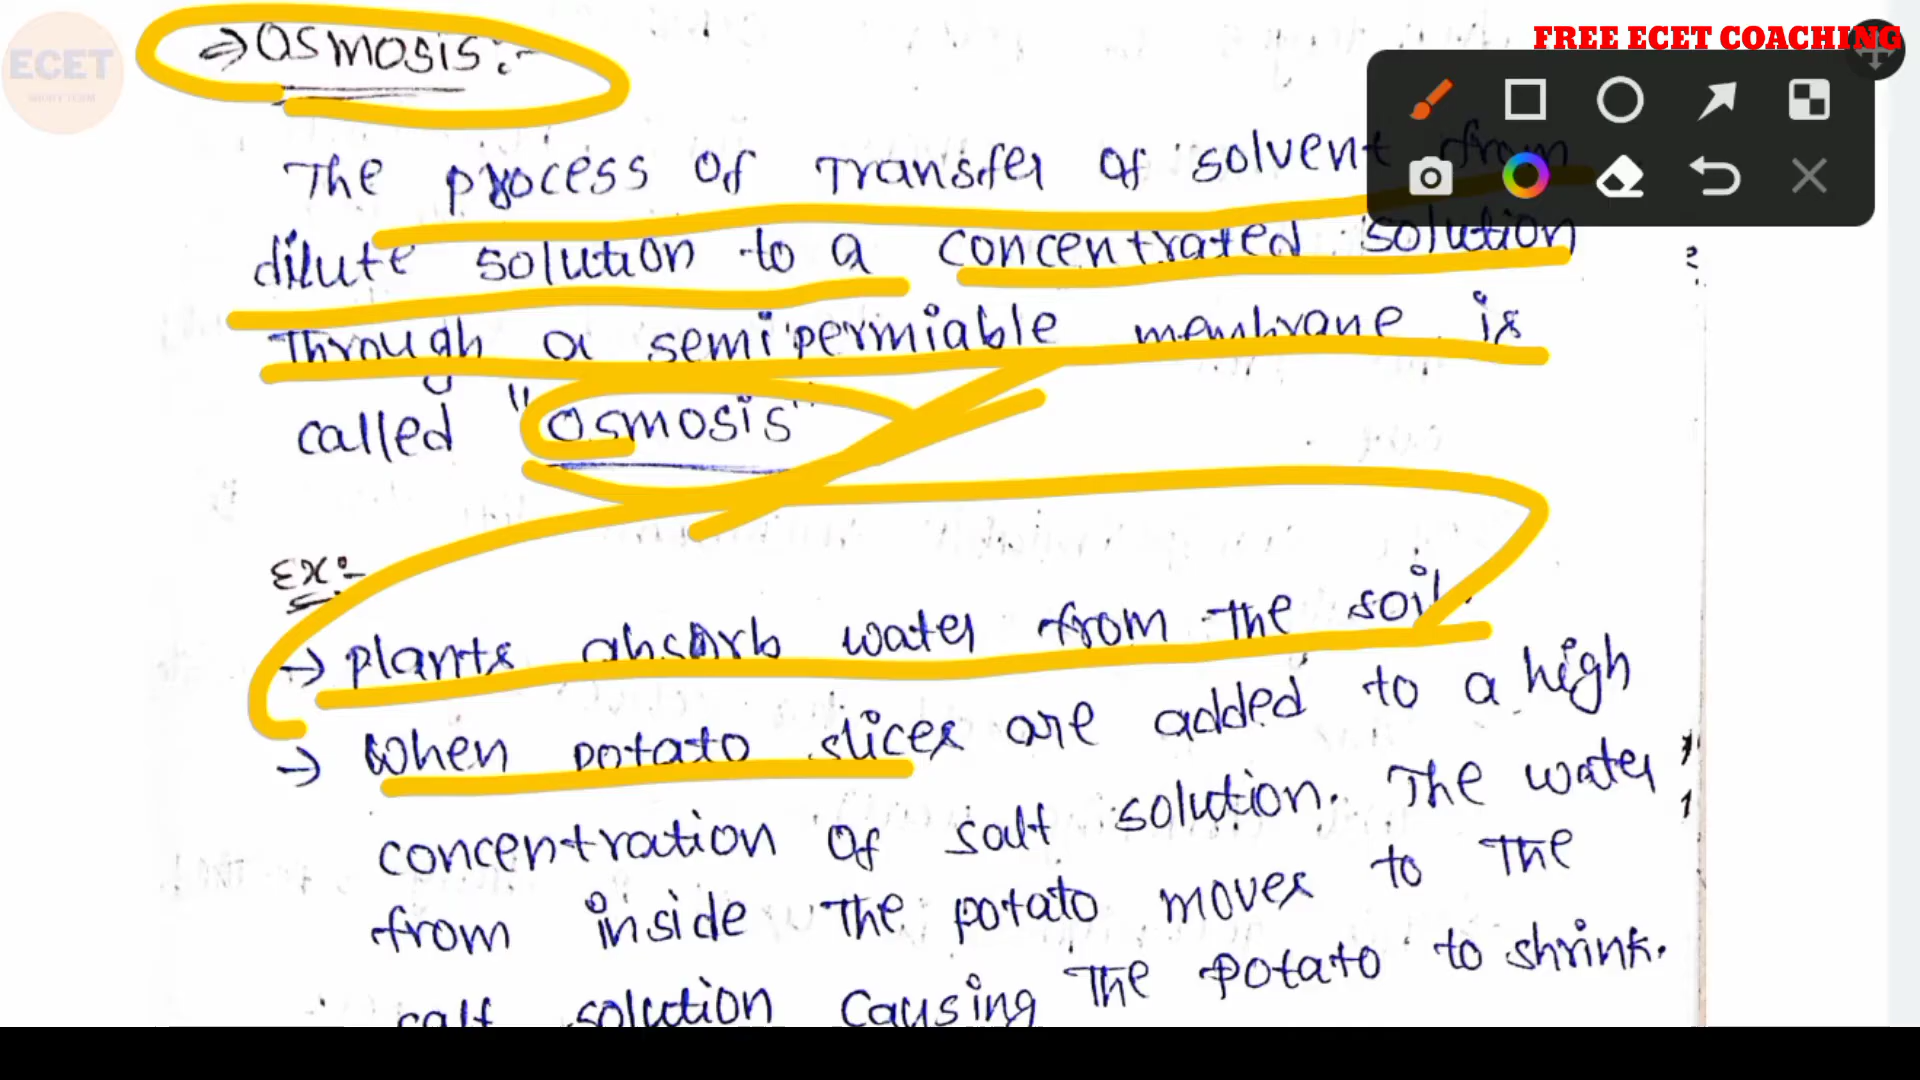 ECET
FREE ECET COACHING
⇒ OSMOSIS:-
The process of Transfer of solvent from
dilute solution to a concentrated solution
Through a semipermiable membrane is
called "osmosis"
Ex:-
→ plants absorb water from the soil.
→ when potato slices are added to a high
concentration of salt solution. The water
from inside the potato moves to the
salt solution causing the potato to shrink.